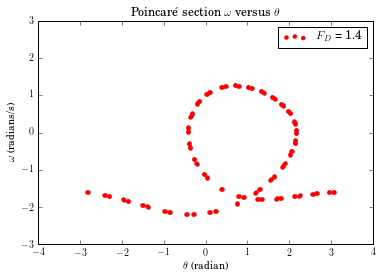 Poincaré section ω versus θ
F_D = 1.4
3
2
1
0
−1
−2
−3
ω (radians/s)
−4 −3 −2 −1 0 1 2 3 4
θ (radian)